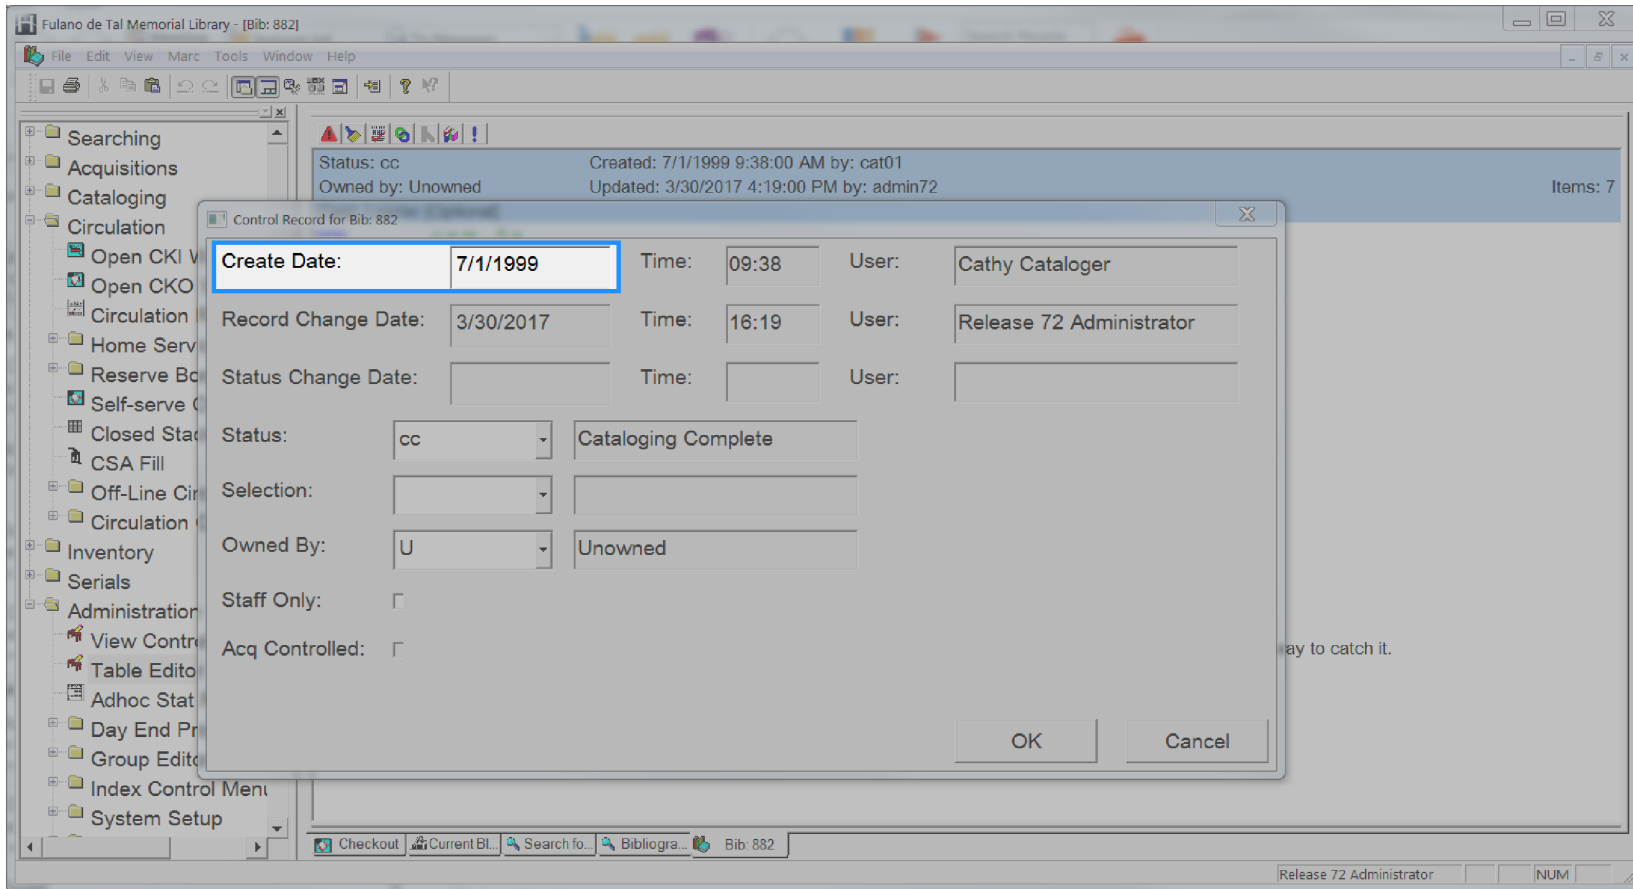 Fulano de Tal Memorial Library - [Bib: 882]
File Edit View Marc Tools Window Help
Searching
Acquisitions
Cataloging
Circulation
Open CKI
Open CKO
Circulation
Home Serv
Reserve Bo
Self-serve
Closed Stac
CSA Fill
Off-Line Cir
Circulation
Inventory
Serials
Administration
View Contro
Table Edito
Adhoc Stat
Day End Pr
Group Edito
Index Control Menu
System Setup
Status: cc Created: 7/1/1999 9:38:00 AM by: cat01
Owned by: Unowned Updated: 3/30/2017 4:19:00 PM by: admin72 Items: 7
Control Record for Bib: 882
Create Date: 7/1/1999 Time: 09:38 User: Cathy Cataloger
Record Change Date: 3/30/2017 Time: 16:19 User: Release 72 Administrator
Status Change Date: Time: User:
Status: cc Cataloging Complete
Selection:
Owned By: U Unowned
Staff Only:
Acq Controlled:
ay to catch it.
OK Cancel
Checkout Current Bl... Search fo... Bibliogra... Bib: 882
Release 72 Administrator NUM